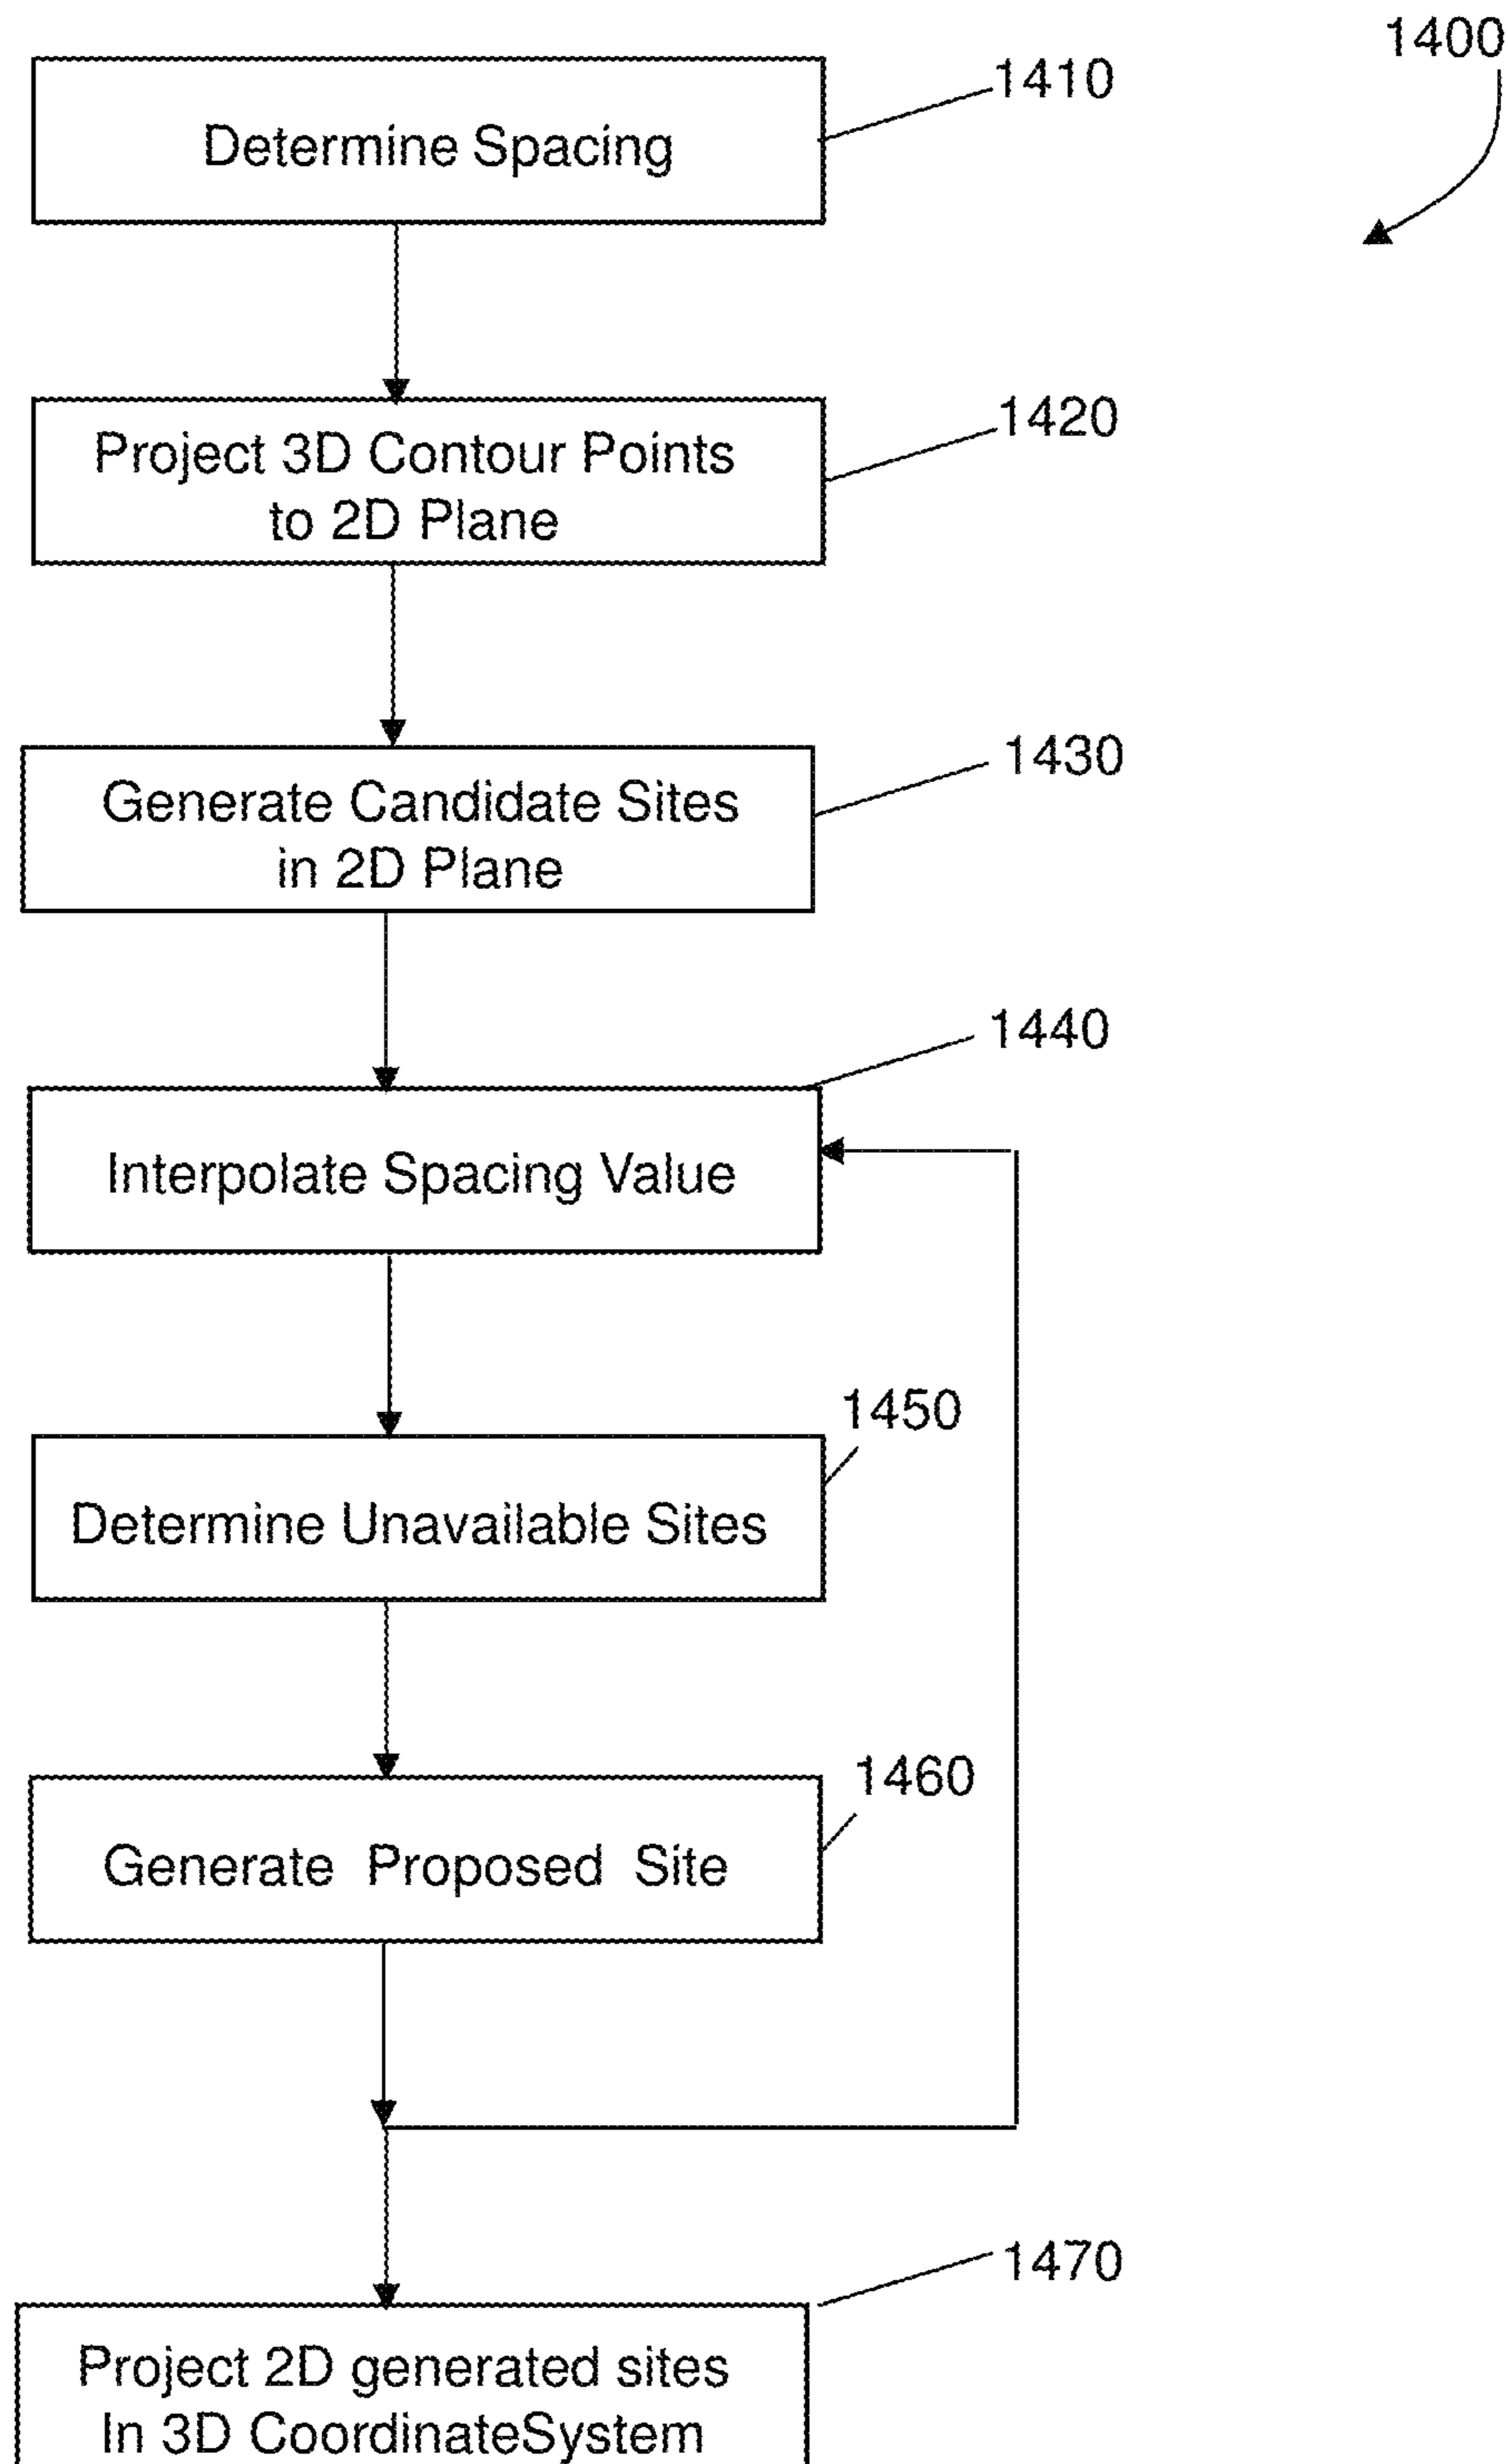 1400
1410
Determine Spacing
1420
Project 3D Contour Points
to 2D Plane
1430
Generate Candidate Sites
in 2D Plane
1440
Interpolate Spacing Value
1450
Determine Unavailable Sites
1460
Generate Proposed Site
1470
Project 2D generated sites
In 3D CoordinateSystem